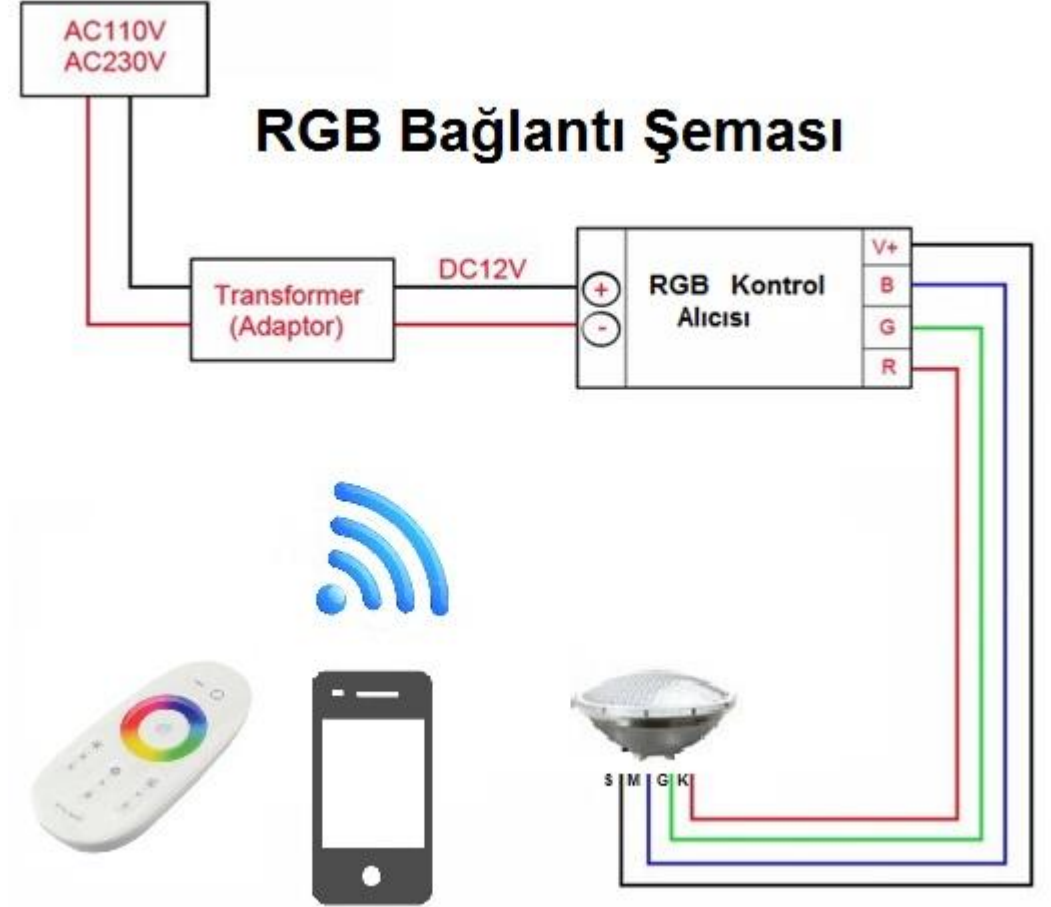 AC110V
AC230V
RGB Bağlantı Şeması
DC12V
Transformer
(Adaptor)
+
-
RGB Kontrol
Alıcısı
V+
B
G
R
S M G K